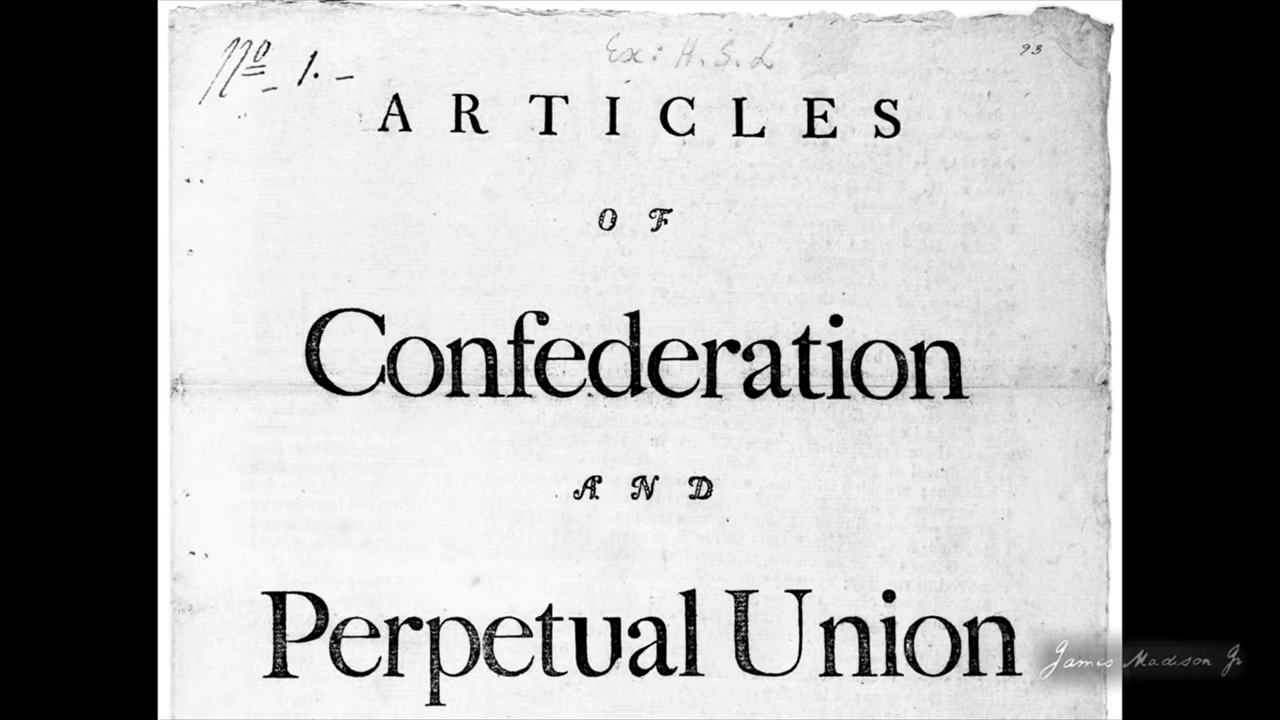 No 1. -
Ex: H. S. L
93
ARTICLES
OF
Confederation
AND
Perpetual Union
James Madison Jr